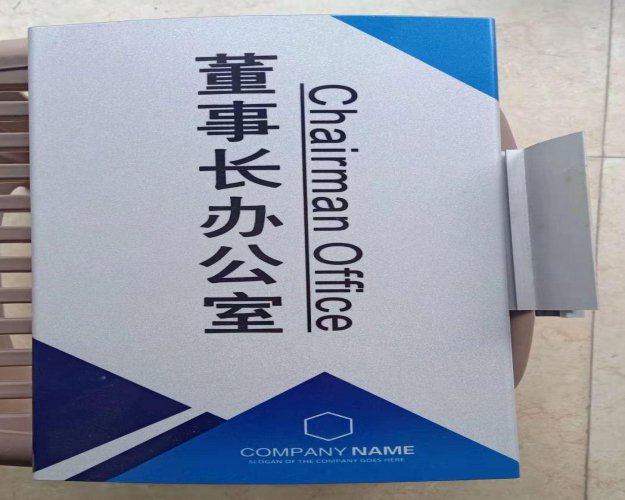 董事长办公室
Chairman Office
COMPANY NAME
SLOGAN OF THE COMPANY GOES HERE